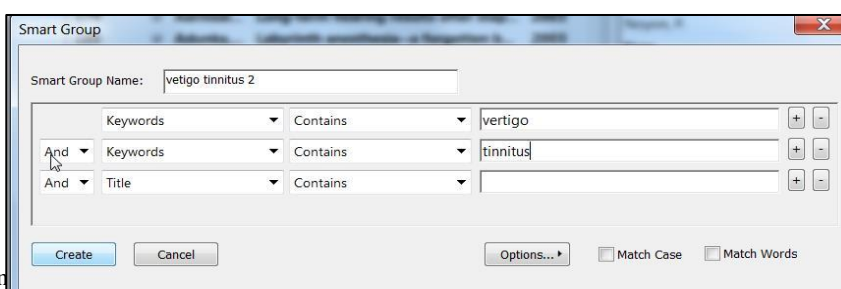 Smart Group
Smart Group Name: vetigo tinnitus 2
Keywords Contains vertigo + -
And Keywords Contains tinnitus + -
And Title Contains + -
Create Cancel Options... Match Case Match Words